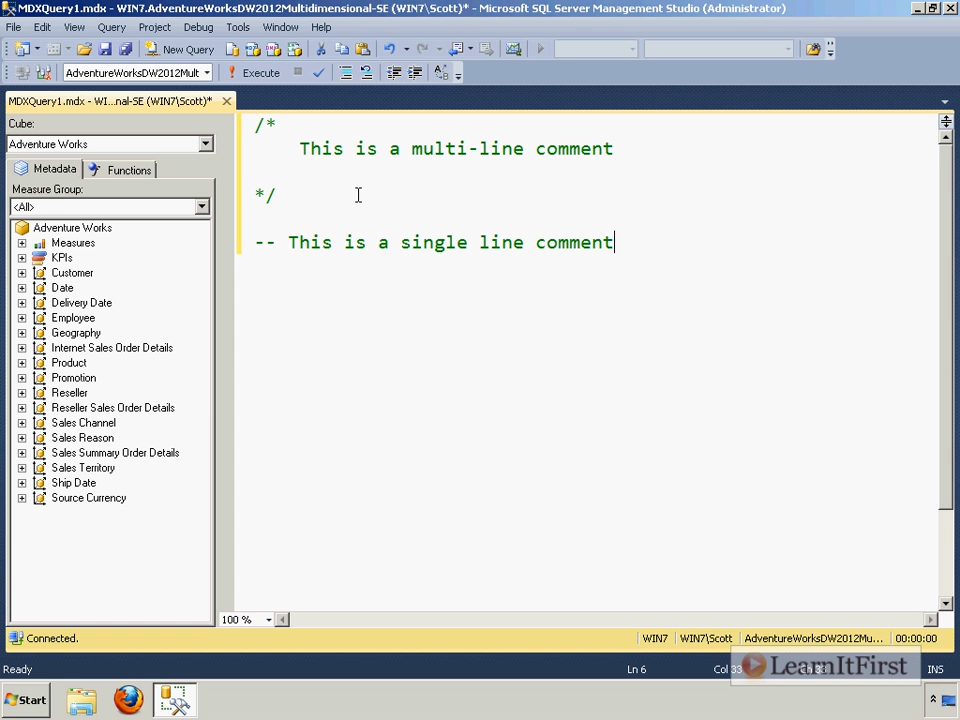 MDXQuery1.mdx - WIN7.AdventureWorksDW2012Multidimensional-SE (WIN7\Scott)* - Microsoft SQL Server Management Studio (Administrator)
File Edit View Query Project Debug Tools Window Help
New Query
AdventureWorksDW2012Mult Execute
MDXQuery1.mdx - WI...nal-SE (WIN7\Scott)*
Cube:
Adventure Works
Metadata Functions
Measure Group:
<All>
Adventure Works
Measures
KPIs
Customer
Date
Delivery Date
Employee
Geography
Internet Sales Order Details
Product
Promotion
Reseller
Reseller Sales Order Details
Sales Channel
Sales Reason
Sales Summary Order Details
Sales Territory
Ship Date
Source Currency
/*
This is a multi-line comment
*/
-- This is a single line comment
100 %
Connected. WIN7 WIN7\Scott AdventureWorksDW2012Mu... 00:00:00
Ready Ln 6 Col 33 INS
LearnItFirst
Start